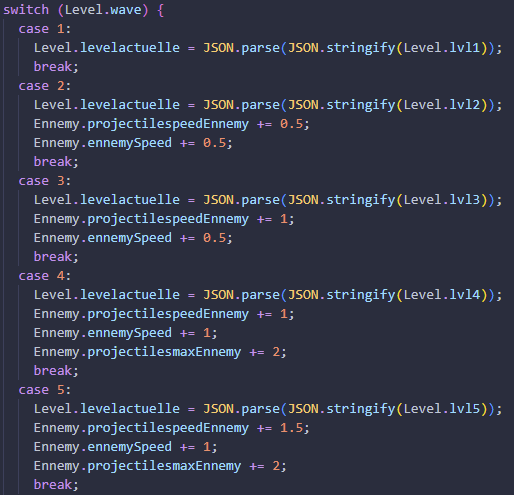 switch (Level.wave) {
  case 1:
    Level.levelactuelle = JSON.parse(JSON.stringify(Level.lvl1));
    break;
  case 2:
    Level.levelactuelle = JSON.parse(JSON.stringify(Level.lvl2));
    Ennemy.projectilespeedEnnemy += 0.5;
    Ennemy.ennemySpeed += 0.5;
    break;
  case 3:
    Level.levelactuelle = JSON.parse(JSON.stringify(Level.lvl3));
    Ennemy.projectilespeedEnnemy += 1;
    Ennemy.ennemySpeed += 0.5;
    break;
  case 4:
    Level.levelactuelle = JSON.parse(JSON.stringify(Level.lvl4));
    Ennemy.projectilespeedEnnemy += 1;
    Ennemy.ennemySpeed += 1;
    Ennemy.projectilesmaxEnnemy += 2;
    break;
  case 5:
    Level.levelactuelle = JSON.parse(JSON.stringify(Level.lvl5));
    Ennemy.projectilespeedEnnemy += 1.5;
    Ennemy.ennemySpeed += 1;
    Ennemy.projectilesmaxEnnemy += 2;
    break;